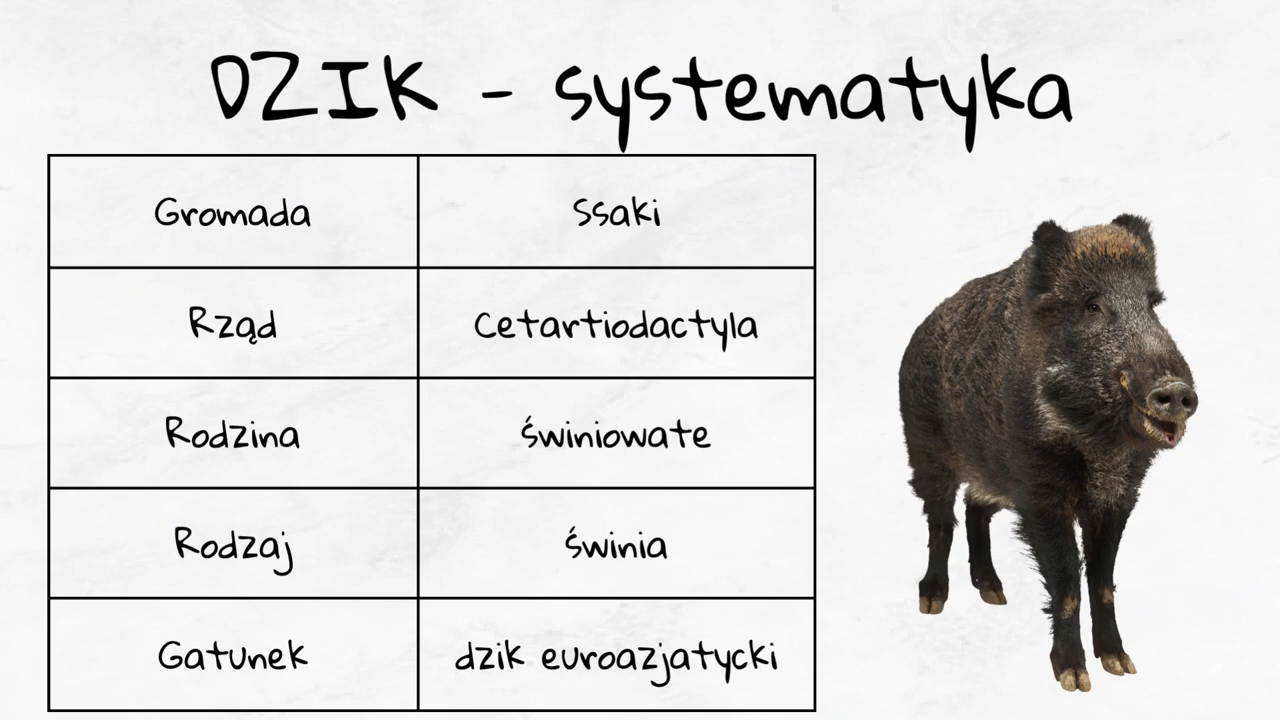 DZIK - systematyka
Gromada Ssaki
Rząd Cetartiodactyla
Rodzina świniowate
Rodzaj świnia
Gatunek dzik euroazjatycki